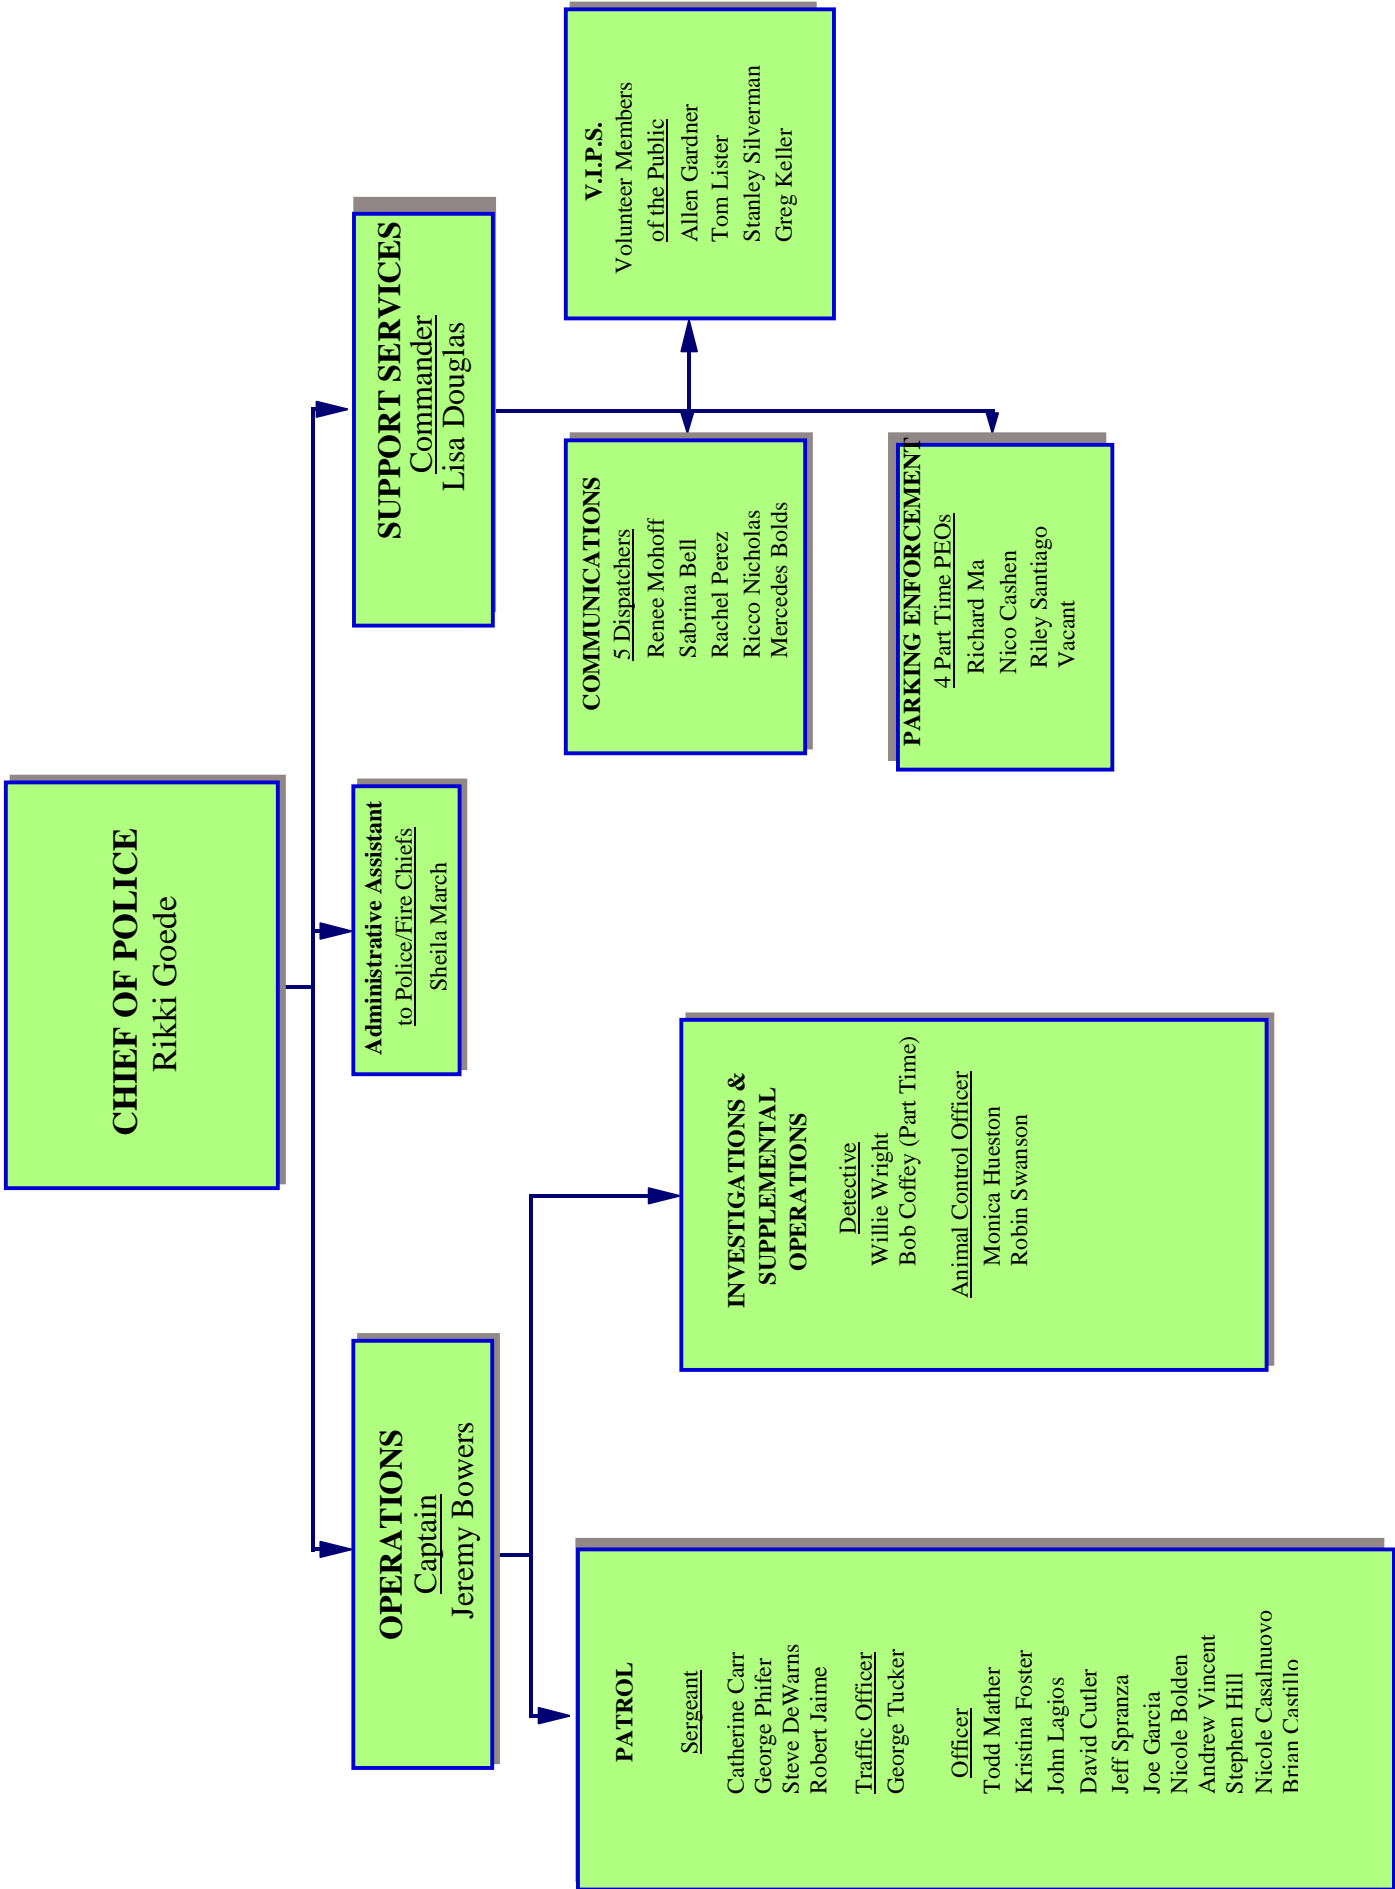 CHIEF OF POLICE
Rikki Goede
OPERATIONS
Captain
Jeremy Bowers
Administrative Assistant
to Police/Fire Chiefs
Sheila March
SUPPORT SERVICES
Commander
Lisa Douglas
PATROL
Sergeant
Catherine Carr
George Phifer
Steve DeWarns
Robert Jaime
Traffic Officer
George Tucker
Officer
Todd Mather
Kristina Foster
John Lagios
David Cutler
Jeff Spranza
Joe Garcia
Nicole Bolden
Andrew Vincent
Stephen Hill
Nicole Casalnuovo
Brian Castillo
INVESTIGATIONS &
SUPPLEMENTAL
OPERATIONS
Detective
Willie Wright
Bob Coffey (Part Time)
Animal Control Officer
Monica Hueston
Robin Swanson
COMMUNICATIONS
5 Dispatchers
Renee Mohoff
Sabrina Bell
Rachel Perez
Ricco Nicholas
Mercedes Bolds
PARKING ENFORCEMENT
4 Part Time PEOs
Richard Ma
Nico Cashen
Riley Santiago
Vacant
V.I.P.S.
Volunteer Members
of the Public
Allen Gardner
Tom Lister
Stanley Silverman
Greg Keller